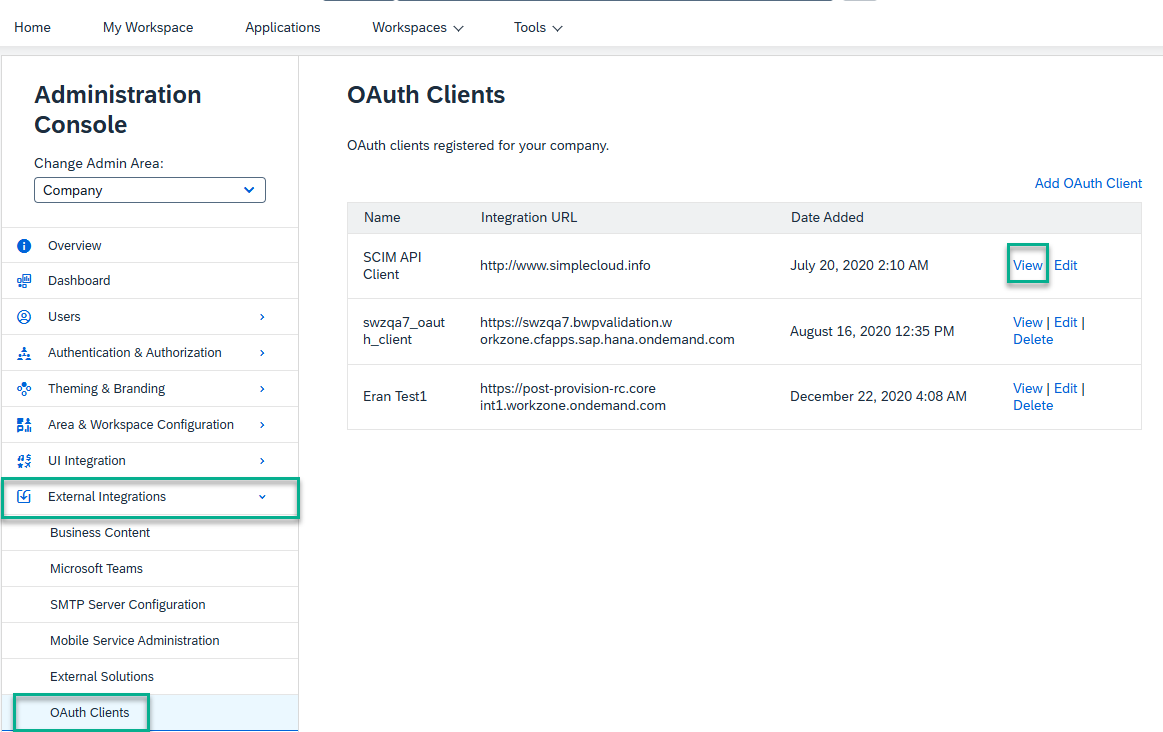 Home My Workspace Applications Workspaces Tools
Administration
Console
Change Admin Area:
Company
Overview
Dashboard
Users
Authentication & Authorization
Theming & Branding
Area & Workspace Configuration
UI Integration
External Integrations
Business Content
Microsoft Teams
SMTP Server Configuration
Mobile Service Administration
External Solutions
OAuth Clients
OAuth Clients
OAuth clients registered for your company.
Add OAuth Client
Name Integration URL Date Added
SCIM API
Client
http://www.simplecloud.info
July 20, 2020 2:10 AM
View Edit
swzqa7_oaut
h_client
https://swzqa7.bwpvalidation.w
orkzone.cfapps.sap.hana.ondemand.com
August 16, 2020 12:35 PM
View | Edit |
Delete
Eran Test1
https://post-provision-rc.core
int1.workzone.ondemand.com
December 22, 2020 4:08 AM
View | Edit |
Delete